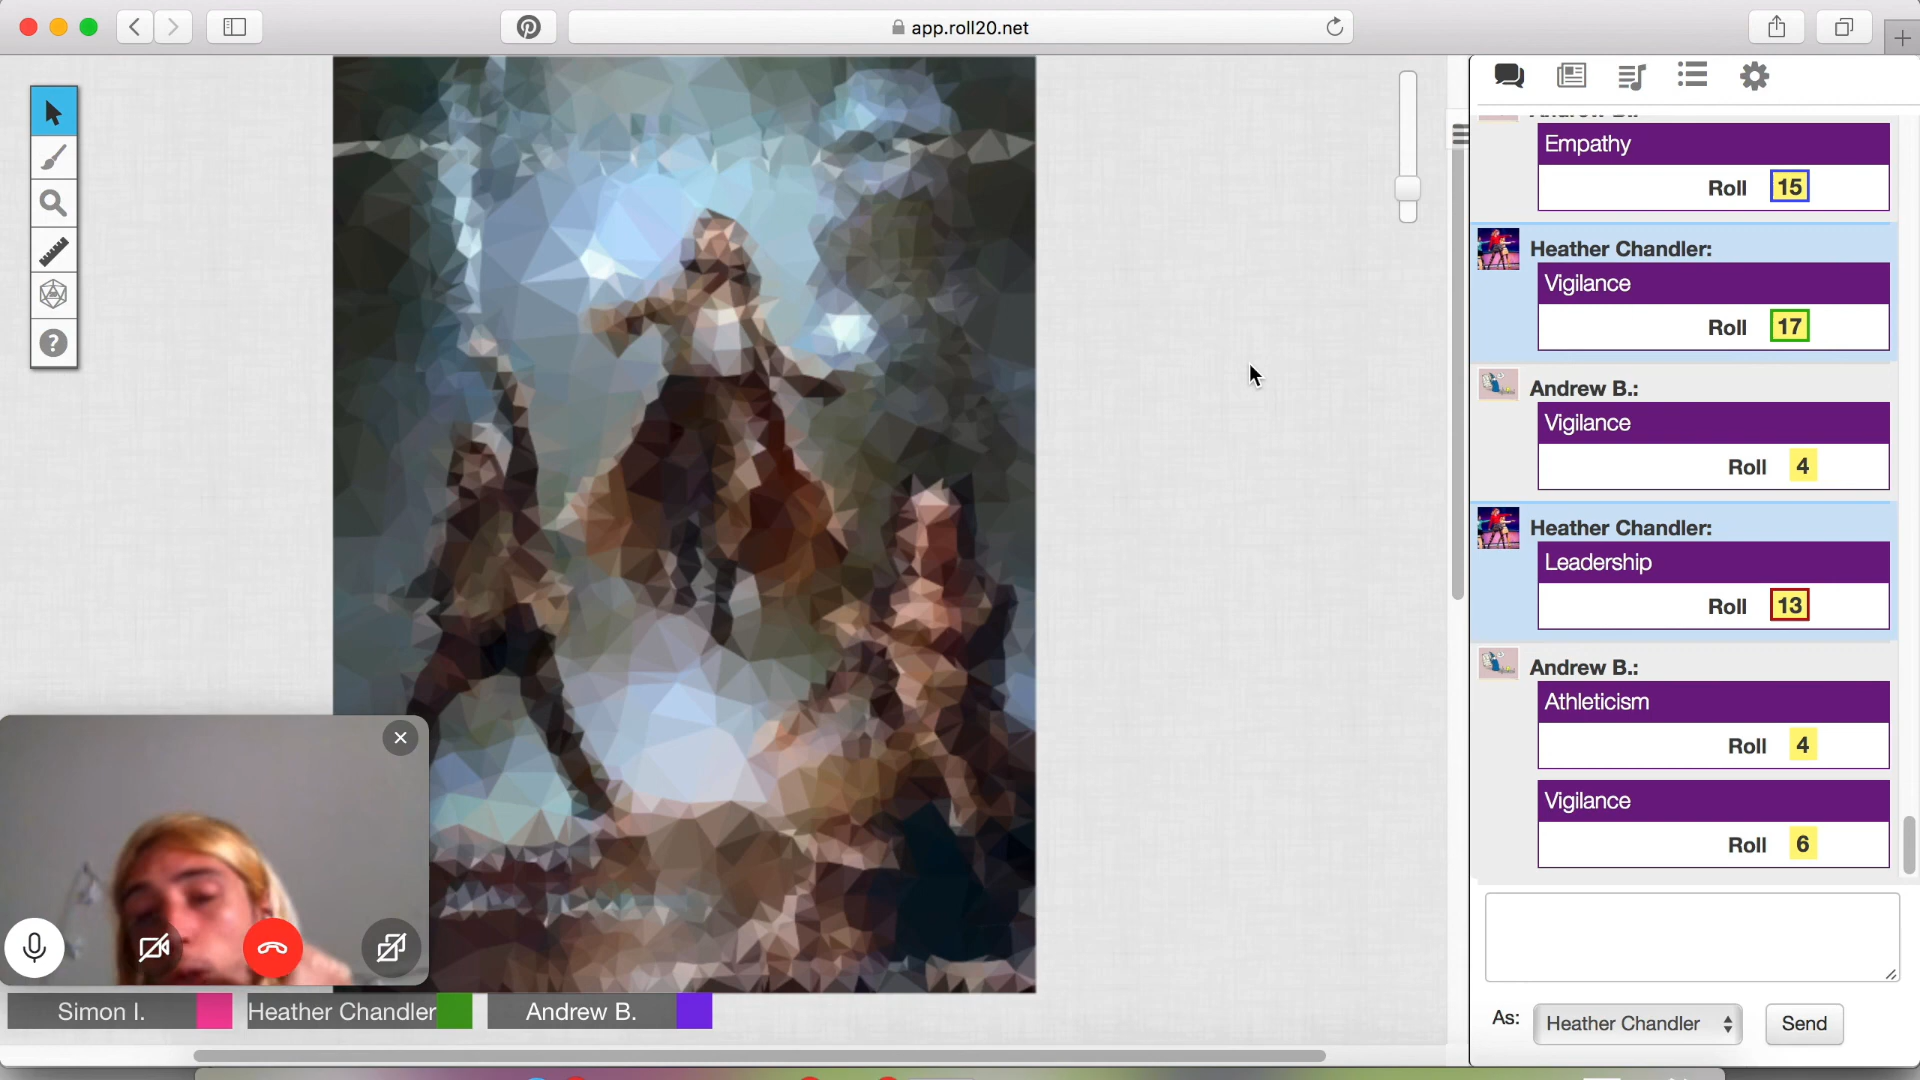 app.roll20.net
Empathy
Roll 15
Heather Chandler:
Vigilance
Roll 17
Andrew B.:
Vigilance
Roll 4
Heather Chandler:
Leadership
Roll 13
Andrew B.:
Athleticism
Roll 4
Vigilance
Roll 6
As: Heather Chandler Send
Simon I. Heather Chandler Andrew B.